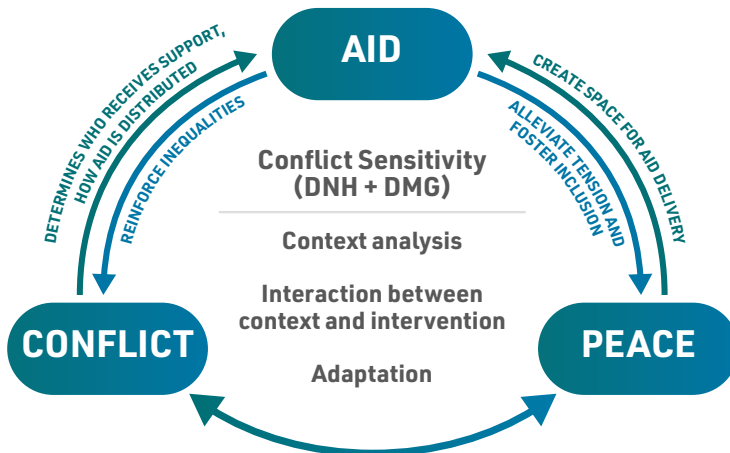 AID
DETERMINES WHO RECEIVES SUPPORT,
HOW AID IS DISTRIBUTED
REINFORCE INEQUALITIES
CREATE SPACE FOR AID DELIVERY
ALLEVIATE TENSION AND
FOSTER INCLUSION
Conflict Sensitivity
(DNH + DMG)
Context analysis
Interaction between
context and intervention
Adaptation
CONFLICT
PEACE